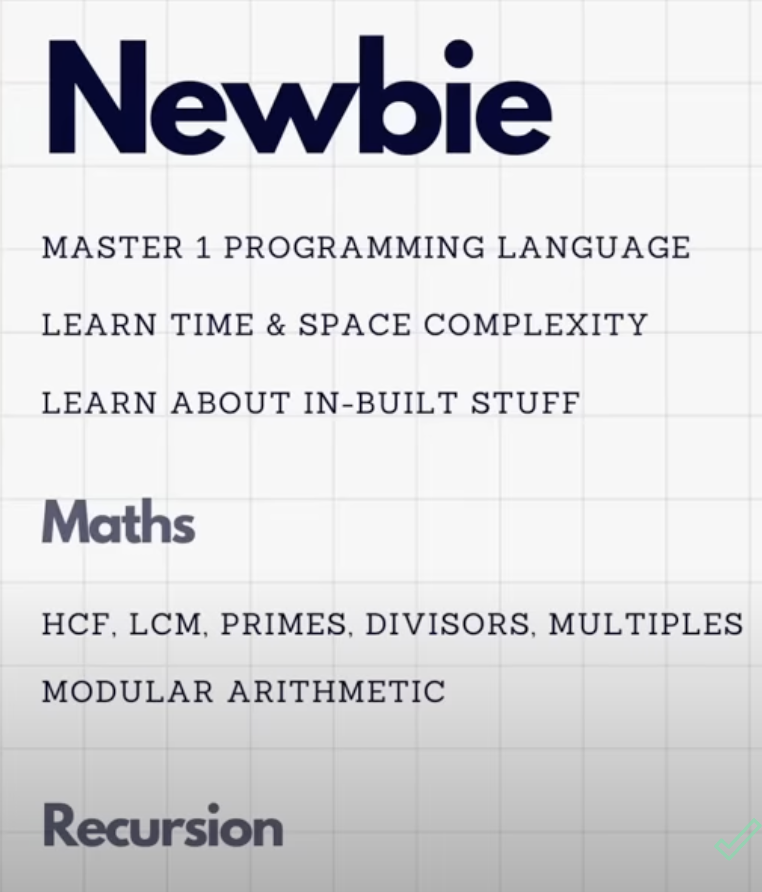 Newbie
MASTER 1 PROGRAMMING LANGUAGE
LEARN TIME & SPACE COMPLEXITY
LEARN ABOUT IN-BUILT STUFF
Maths
HCF, LCM, PRIMES, DIVISORS, MULTIPLES
MODULAR ARITHMETIC
Recursion